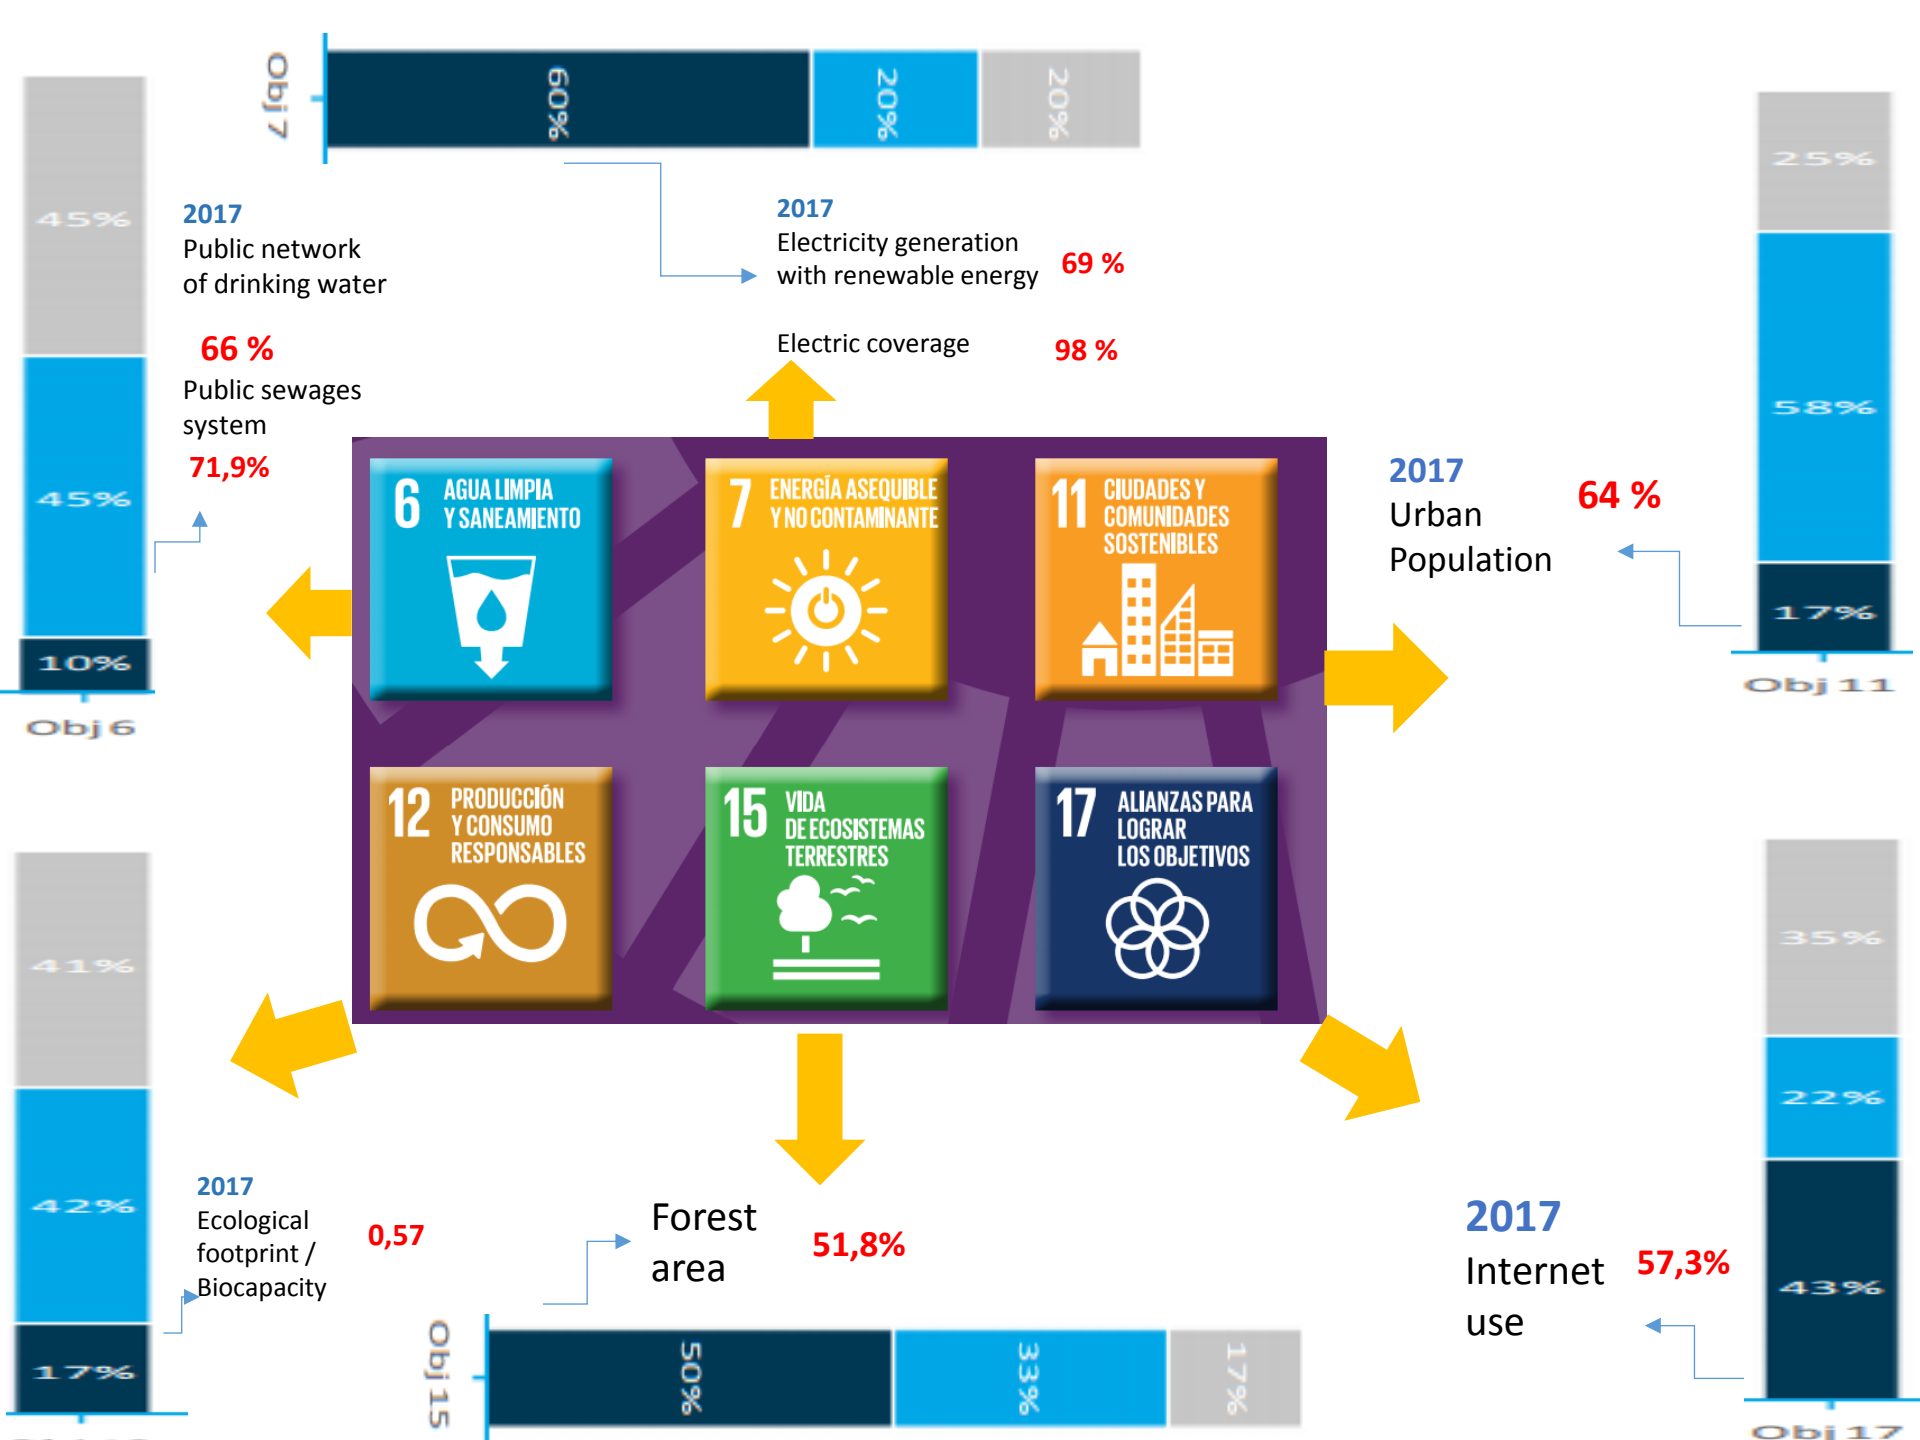 Obj 7
60%
20%
20%
45%
45%
10%
Obj 6
2017
Public network
of drinking water
66 %
Public sewages
system
71,9%
2017
Electricity generation
with renewable energy
69 %
Electric coverage
98 %
25%
58%
17%
Obj 11
2017
Urban
Population
64 %
6 AGUA LIMPIA
Y SANEAMIENTO
7 ENERGÍA ASEQUIBLE
Y NO CONTAMINANTE
11 CIUDADES Y
COMUNIDADES
SOSTENIBLES
12 PRODUCCIÓN
Y CONSUMO
RESPONSABLES
15 VIDA
DE ECOSISTEMAS
TERRESTRES
17 ALIANZAS PARA
LOGRAR
LOS OBJETIVOS
41%
42%
17%
2017
Ecological
footprint /
Biocapacity
0,57
Forest
area
51,8%
Obj 15
50%
33%
17%
2017
Internet
use
57,3%
35%
22%
43%
Obj 17